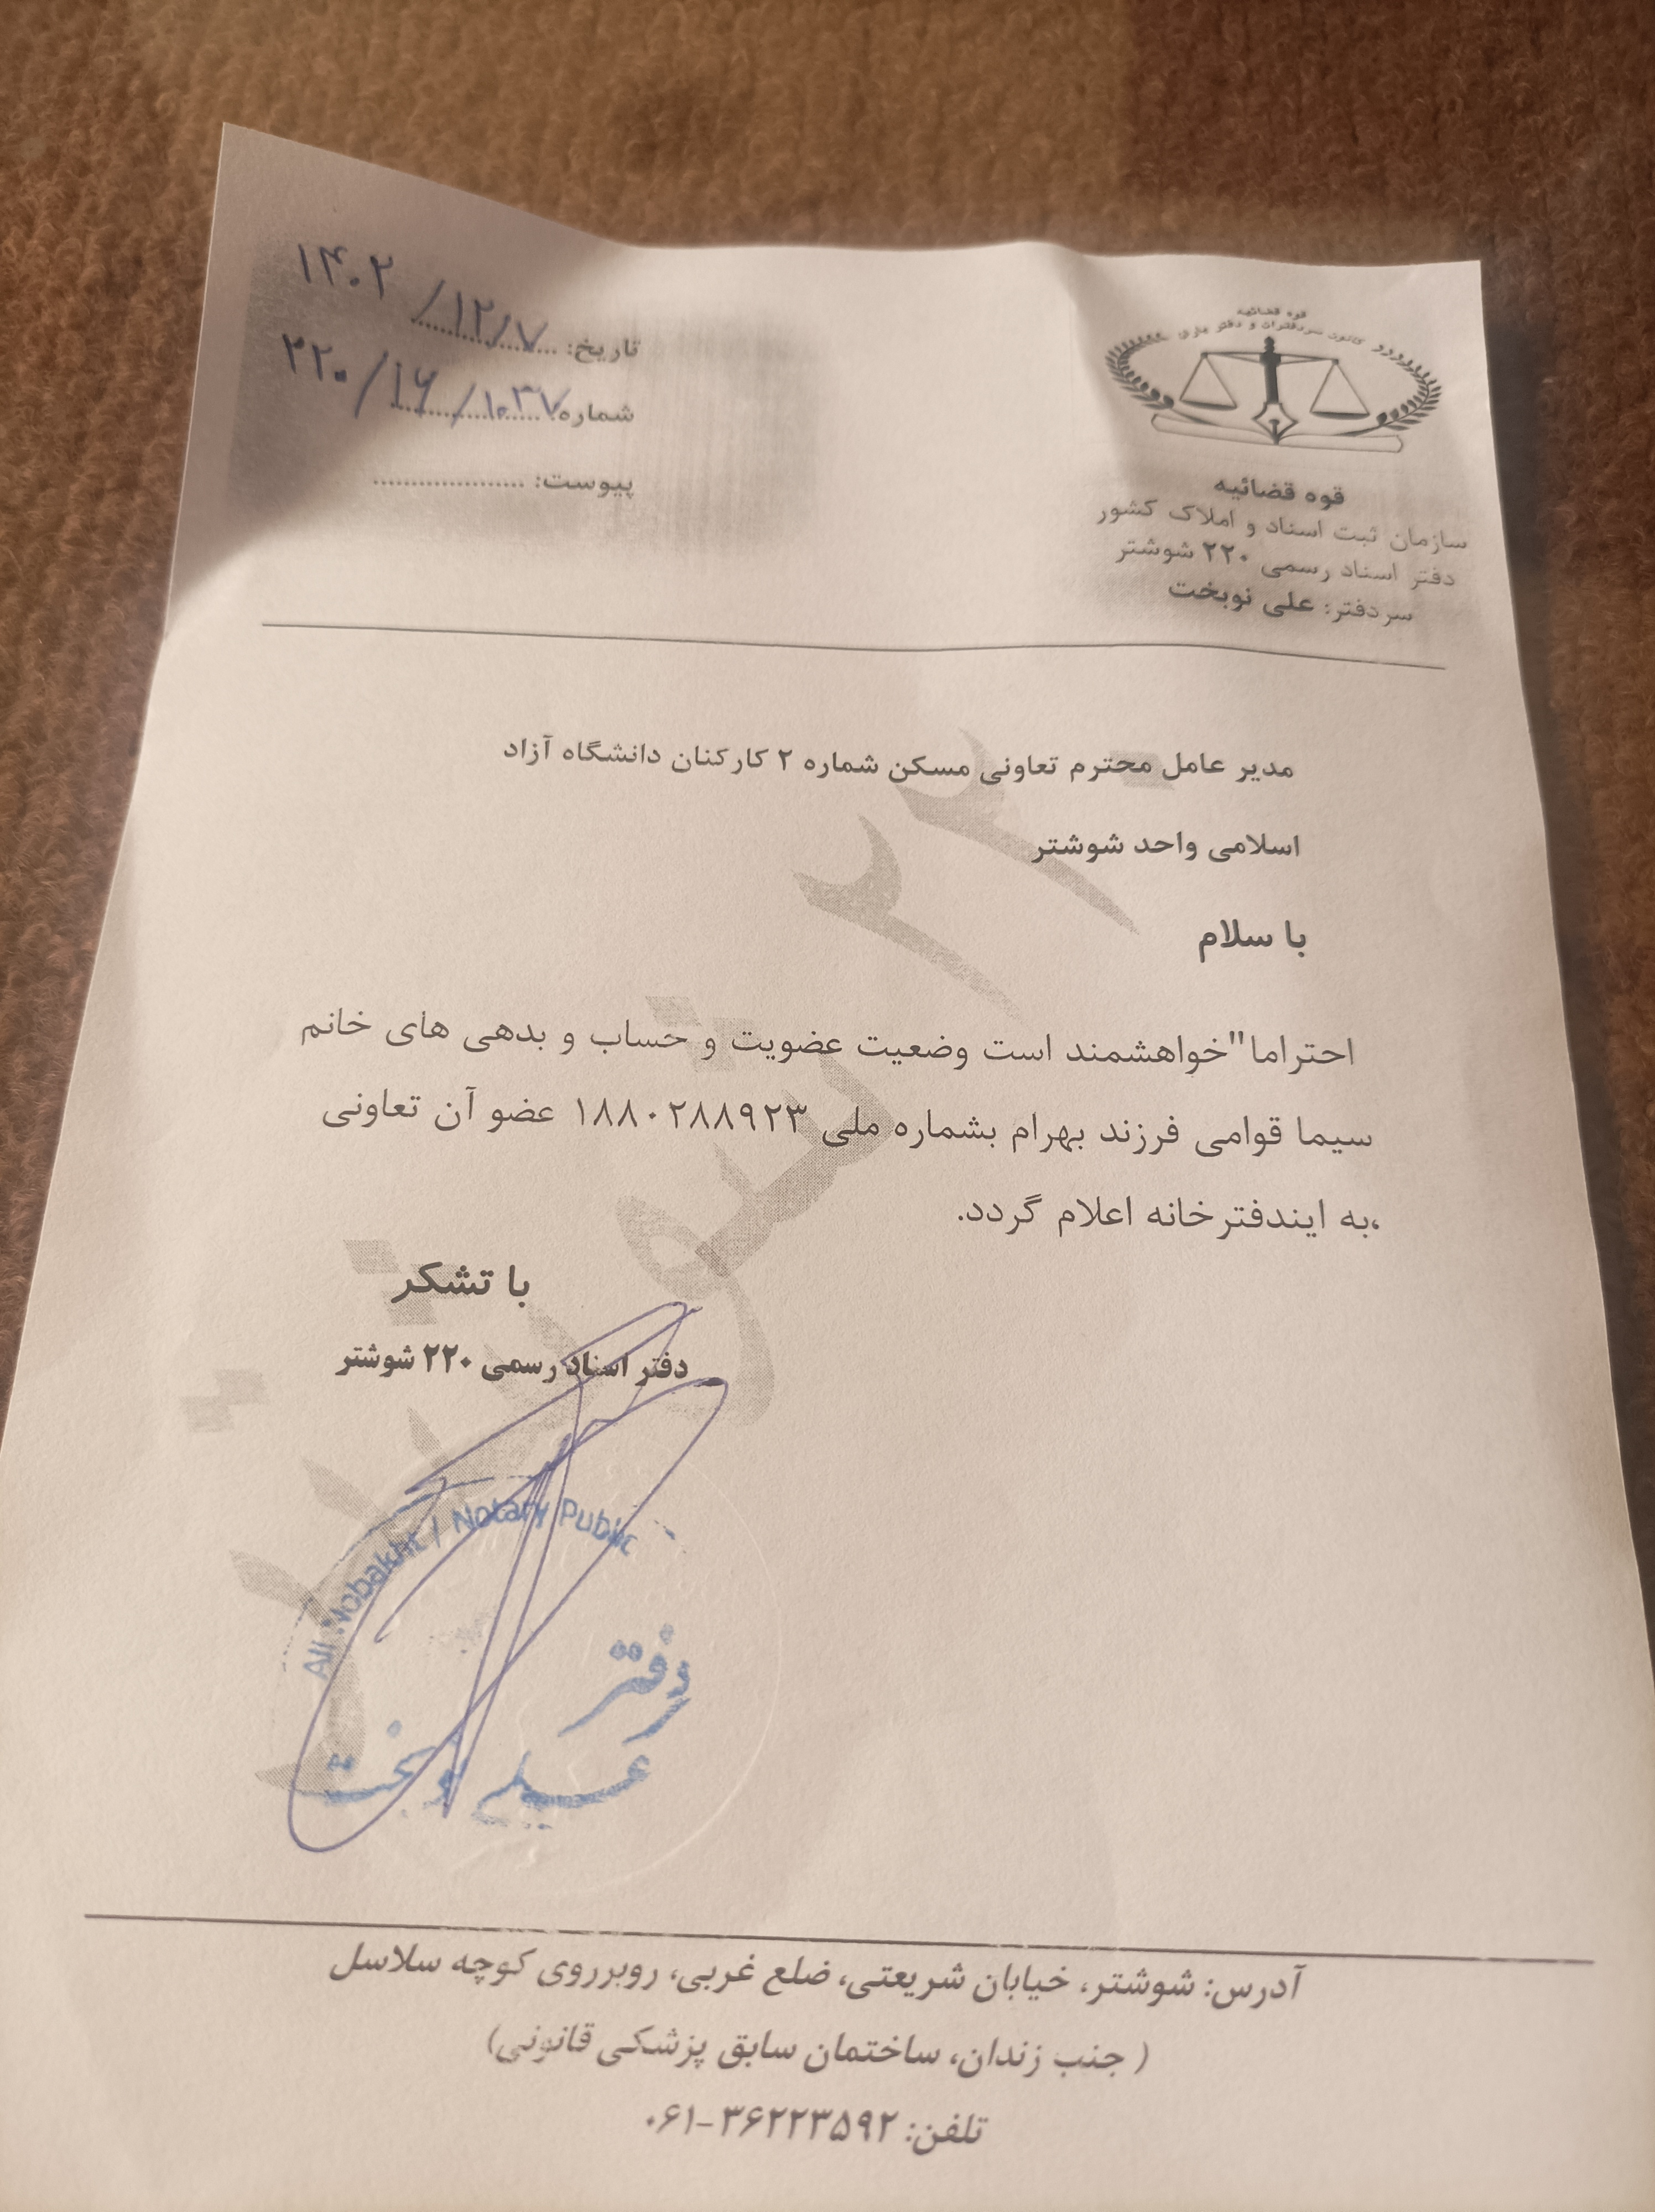 قوه قضائیه
کانون سردفتران و دفتریاران
قوه قضائیه
سازمان ثبت اسناد و املاک کشور
دفتر اسناد رسمی ۲۲۰ شوشتر
سردفتر: علی نوبخت
تاریخ: ۱۴۰۲/۱۲/۷
شماره: ۲۲۰/۱۶/۱۰۳۷
پیوست: ....................
مدیر عامل محترم تعاونی مسکن شماره ۲ کارکنان دانشگاه آزاد
اسلامی واحد شوشتر
با سلام
احتراما"خواهشمند است وضعیت عضویت و حساب و بدهی های خانم
سیما قوامی فرزند بهرام بشماره ملی ۱۸۸۰۲۸۸۹۲۳ عضو آن تعاونی
،به ایندفترخانه اعلام گردد.
با تشکر
دفتر اسناد رسمی ۲۲۰ شوشتر
Ali Nobakht / Notary Public
دفتر
علی نوبخت
آدرس: شوشتر، خیابان شریعتی، ضلع غربی، روبرروی کوچه سلاسل
( جنب زندان، ساختمان سابق پزشکی قانونی)
تلفن: ۳۶۲۲۳۵۹۲-۰۶۱